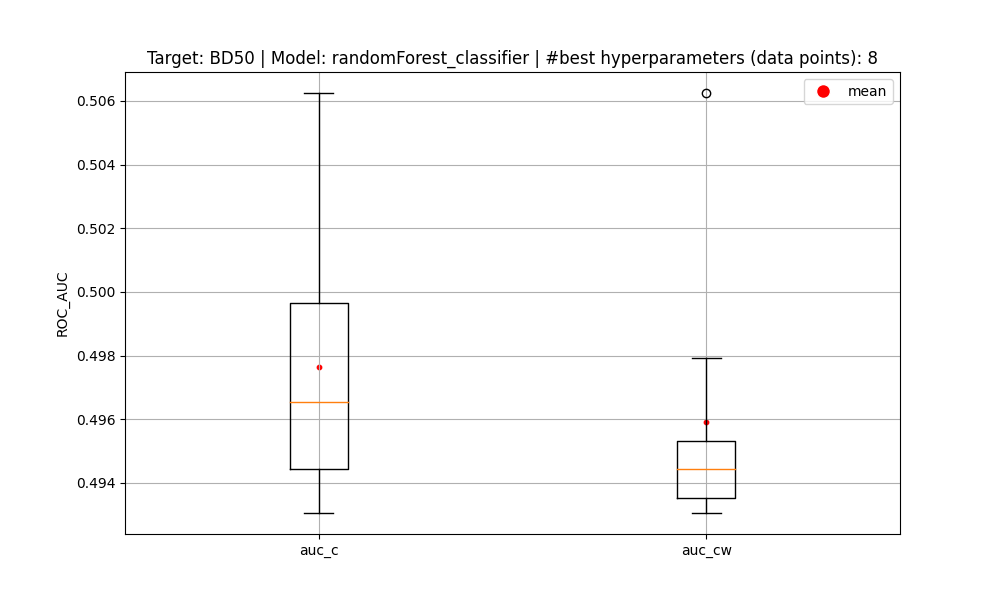 Target: BD50 | Model: randomForest_classifier | #best hyperparameters (data points): 8
mean
0.506
0.504
0.502
0.500
0.498
0.496
0.494
ROC_AUC
auc_c
auc_cw